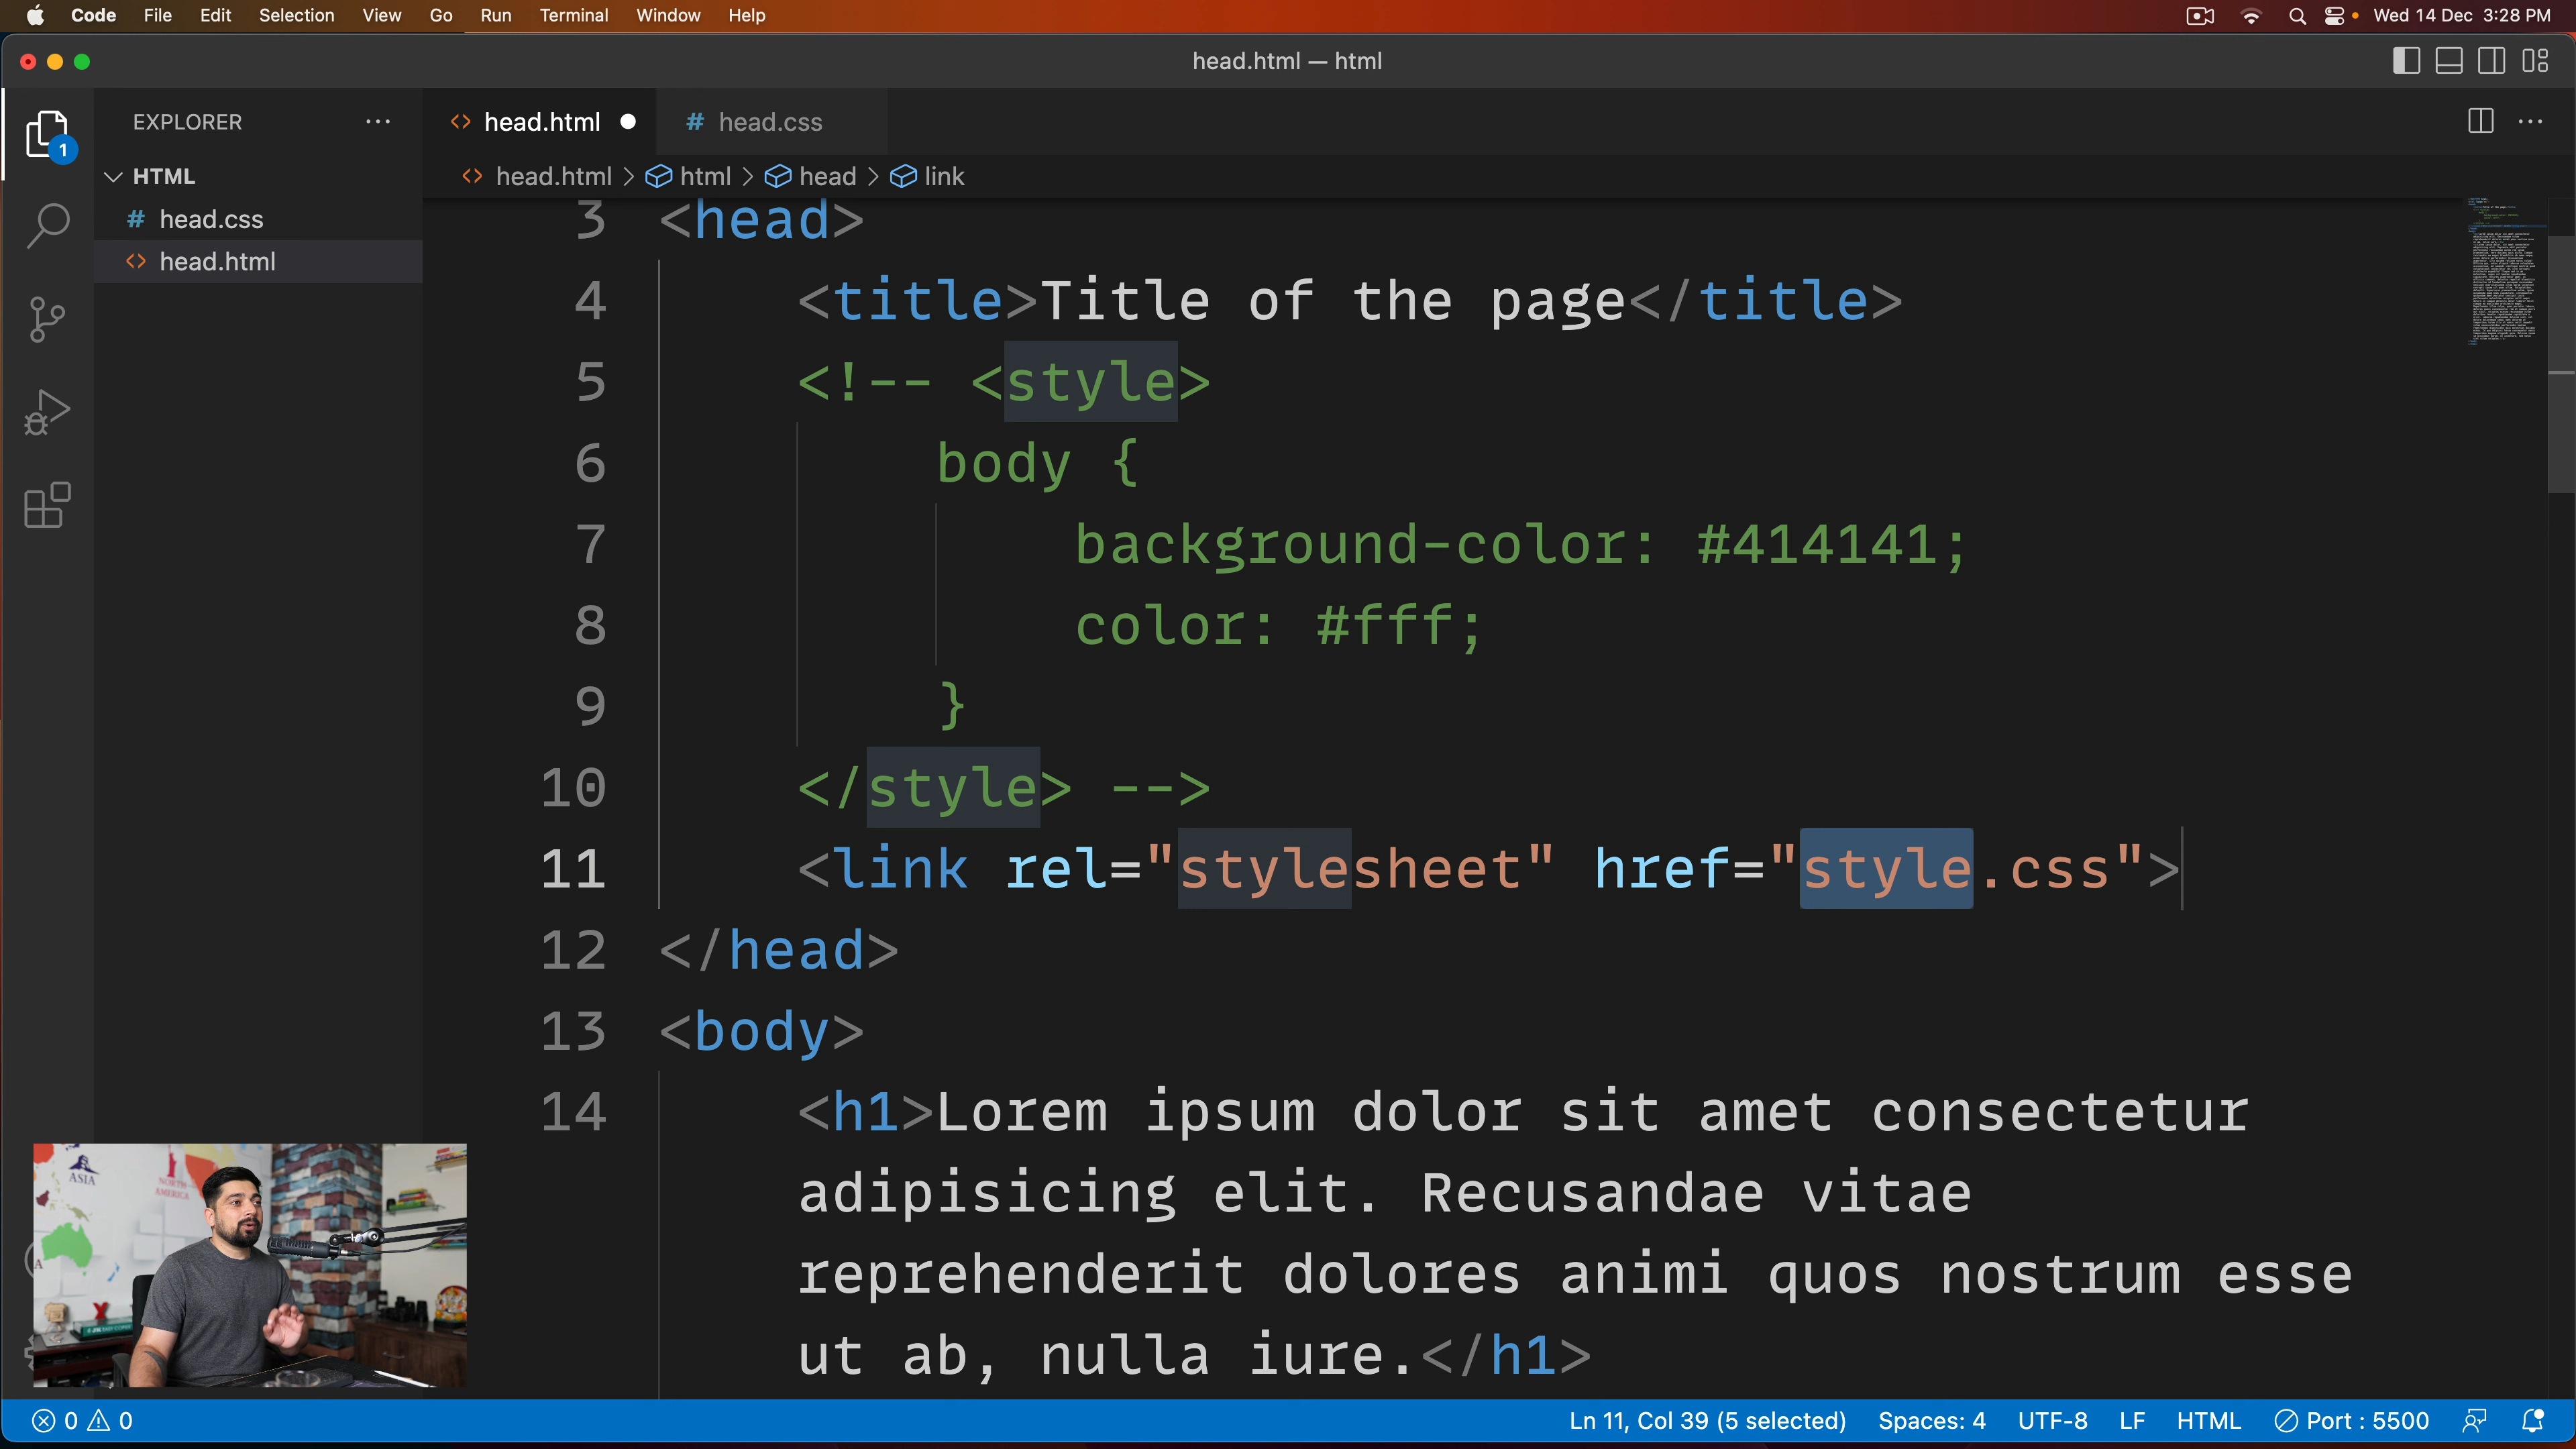 Code File Edit Selection View Go Run Terminal Window Help Wed 14 Dec 3:28 PM
head.html — html
EXPLORER
HTML
# head.css
<> head.html
1
<> head.html # head.css
<> head.html > html > head > link
3 <head>
4 <title>Title of the page</title>
5 <!-- <style>
6 body {
7 background-color: #414141;
8 color: #fff;
9 }
10 </style> -->
11 <link rel="stylesheet" href="style.css">
12 </head>
13 <body>
14 <h1>Lorem ipsum dolor sit amet consectetur
adipisicing elit. Recusandae vitae
reprehenderit dolores animi quos nostrum esse
ut ab, nulla iure.</h1>
ASIA
NORTH
AMERICA
0 0 Ln 11, Col 39 (5 selected) Spaces: 4 UTF-8 LF HTML Port : 5500